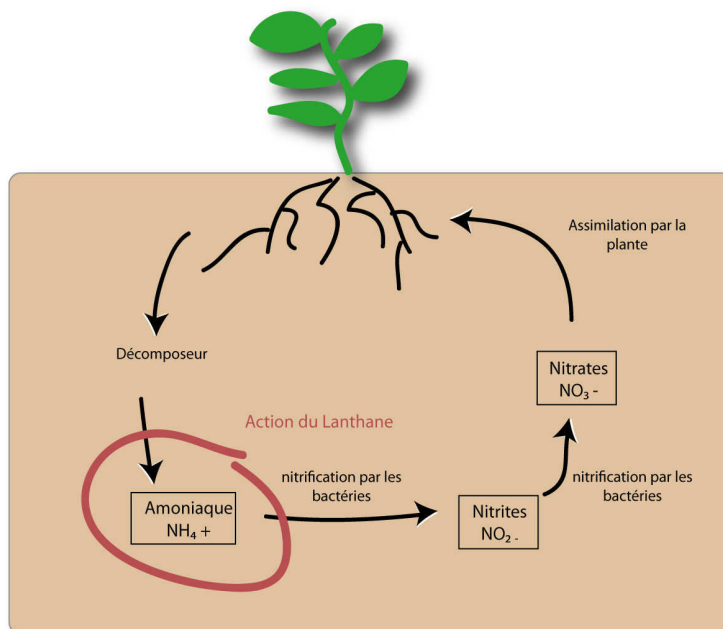 Assimilation par la
plante
Décomposeur
Nitrates
NO₃ -
Action du Lanthane
nitrification par les
bactéries
nitrification par les
bactéries
Amoniaque
NH₄ +
Nitrites
NO₂ -